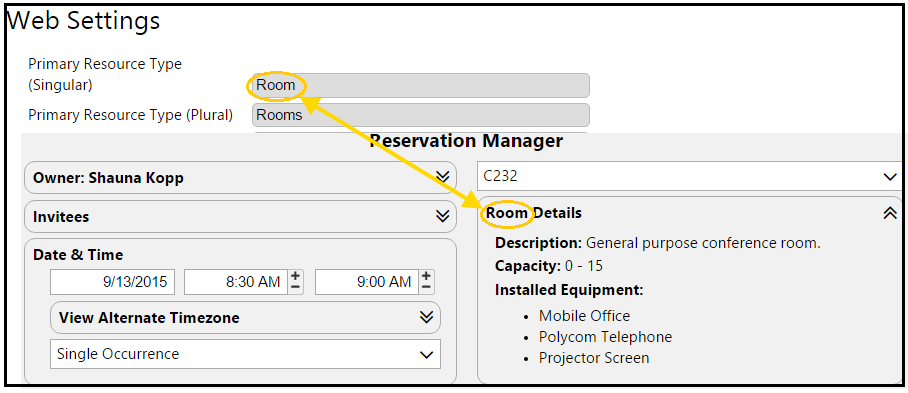 Web Settings
Primary Resource Type
(Singular)
Room
Primary Resource Type (Plural)
Rooms
Reservation Manager
Owner: Shauna Kopp
Invitees
Date & Time
9/13/2015
8:30 AM
9:00 AM
View Alternate Timezone
Single Occurrence
C232
Room Details
Description: General purpose conference room.
Capacity: 0 - 15
Installed Equipment:
• Mobile Office
• Polycom Telephone
• Projector Screen